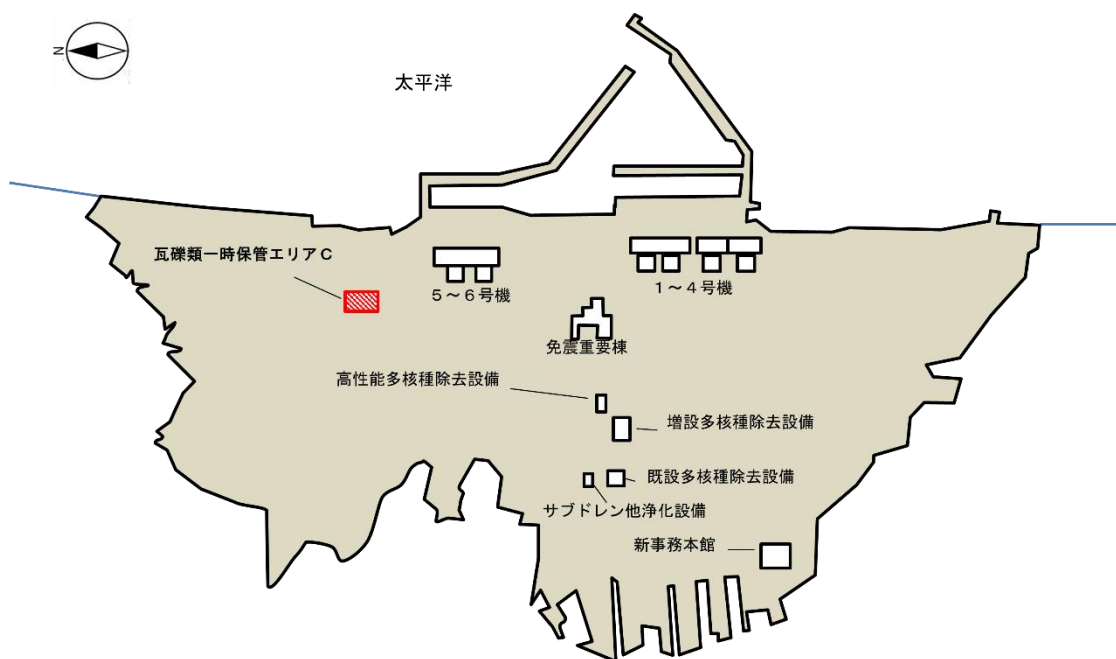 N
太平洋
瓦礫類一時保管エリアC
5~6号機
1~4号機
免震重要棟
高性能多核種除去設備
増設多核種除去設備
既設多核種除去設備
サブドレン他浄化設備
新事務本館